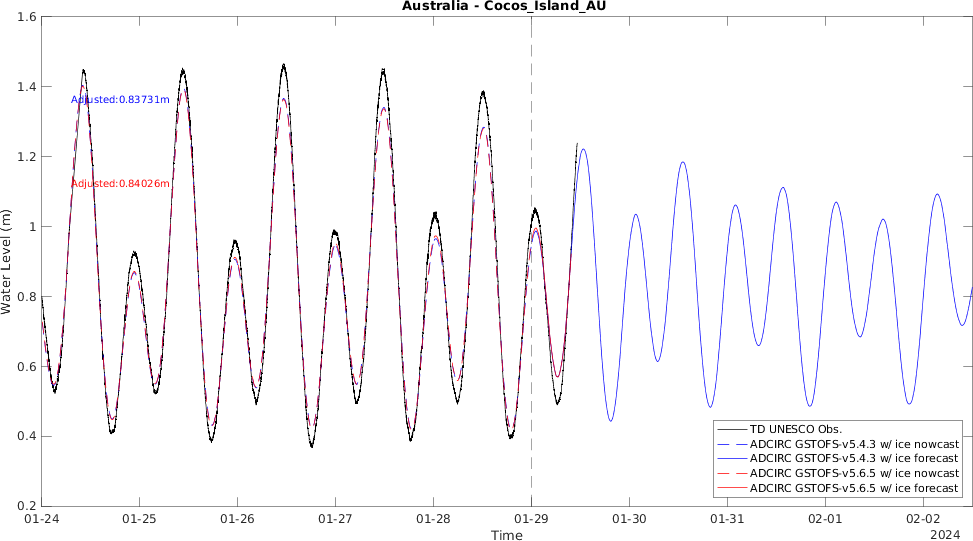 Australia - Cocos_Island_AU
1.6
1.4
1.2
1
0.8
0.6
0.4
0.2
Water Level (m)
Adjusted:0.83731m
Adjusted:0.84026m
TD UNESCO Obs.
ADCIRC GSTOFS-v5.4.3 w/ ice nowcast
ADCIRC GSTOFS-v5.4.3 w/ ice forecast
ADCIRC GSTOFS-v5.6.5 w/ ice nowcast
ADCIRC GSTOFS-v5.6.5 w/ ice forecast
01-24 01-25 01-26 01-27 01-28 01-29 01-30 01-31 02-01 02-02
Time
2024